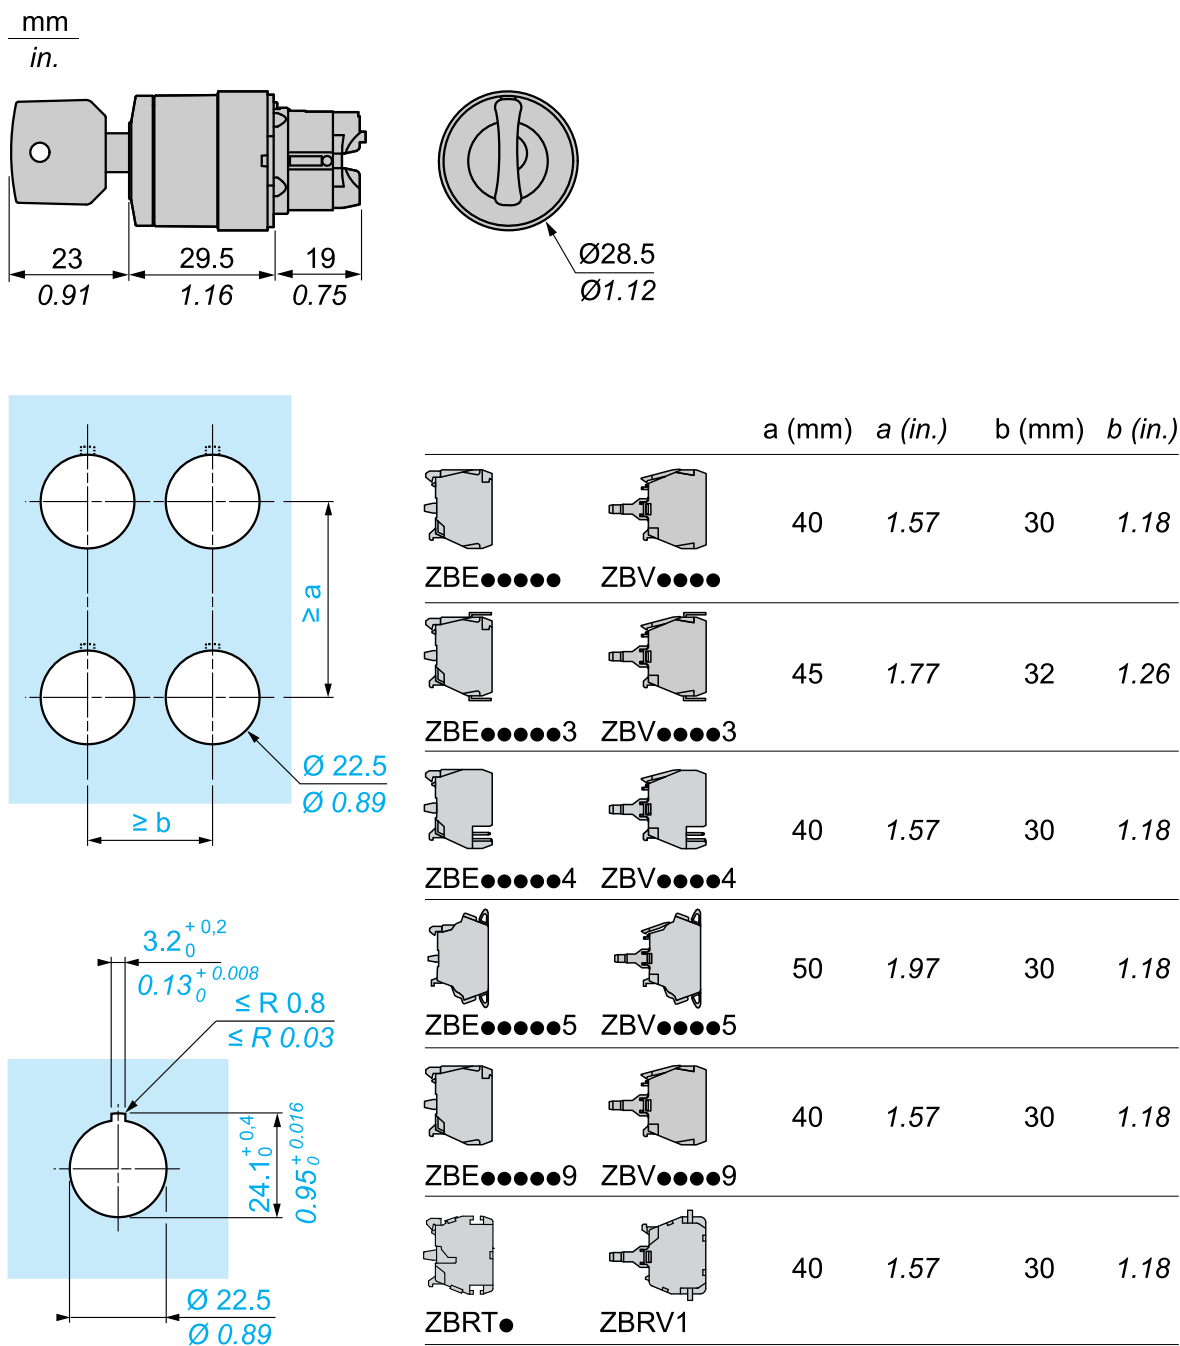 mm
in.
23 29.5 19
0.91 1.16 0.75
Ø28.5
Ø1.12
≥ a
Ø 22.5
Ø 0.89
≥ b
3.2 +0,2 0
0.13 +0.008 0
≤ R 0.8
≤ R 0.03
24.1 +0,4 0
0.95 +0.016 0
Ø 22.5
Ø 0.89
a (mm) a (in.) b (mm) b (in.)
40 1.57 30 1.18
ZBE●●●●● ZBV●●●●
45 1.77 32 1.26
ZBE●●●●●3 ZBV●●●●3
40 1.57 30 1.18
ZBE●●●●●4 ZBV●●●●4
50 1.97 30 1.18
ZBE●●●●●5 ZBV●●●●5
40 1.57 30 1.18
ZBE●●●●●9 ZBV●●●●9
40 1.57 30 1.18
ZBRT● ZBRV1